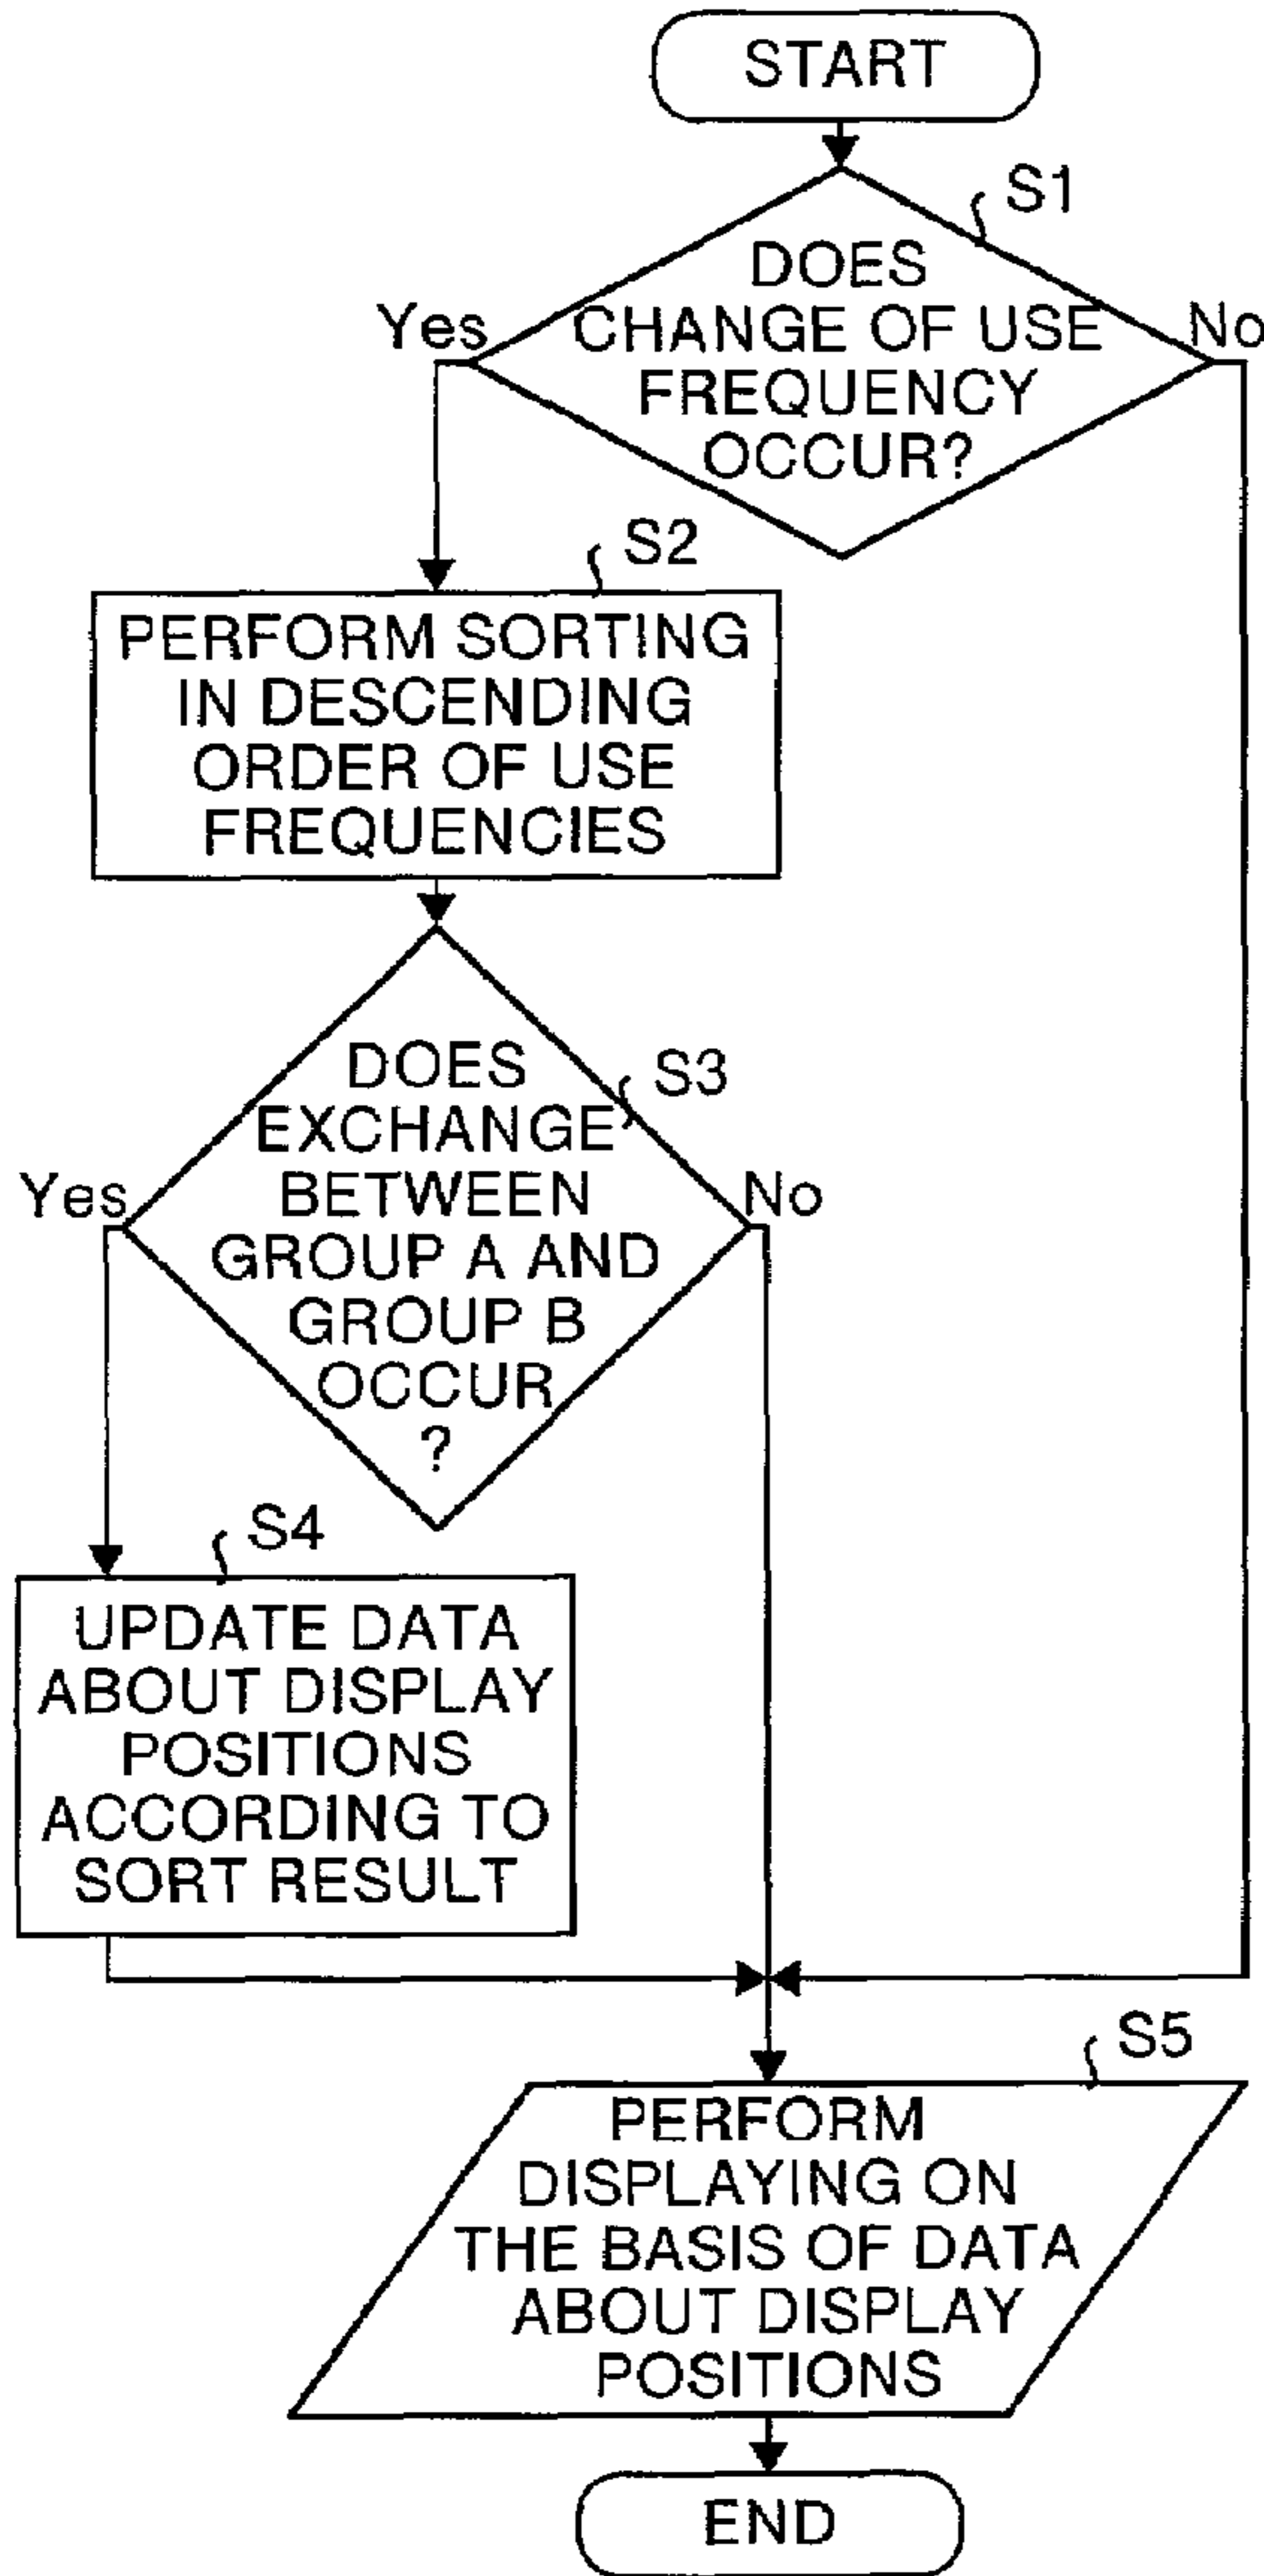 START
S1
DOES
CHANGE OF USE
FREQUENCY
OCCUR?
Yes
No
S2
PERFORM SORTING
IN DESCENDING
ORDER OF USE
FREQUENCIES
S3
DOES
EXCHANGE
BETWEEN
GROUP A AND
GROUP B
OCCUR
?
Yes
No
S4
UPDATE DATA
ABOUT DISPLAY
POSITIONS
ACCORDING TO
SORT RESULT
S5
PERFORM
DISPLAYING ON
THE BASIS OF DATA
ABOUT DISPLAY
POSITIONS
END